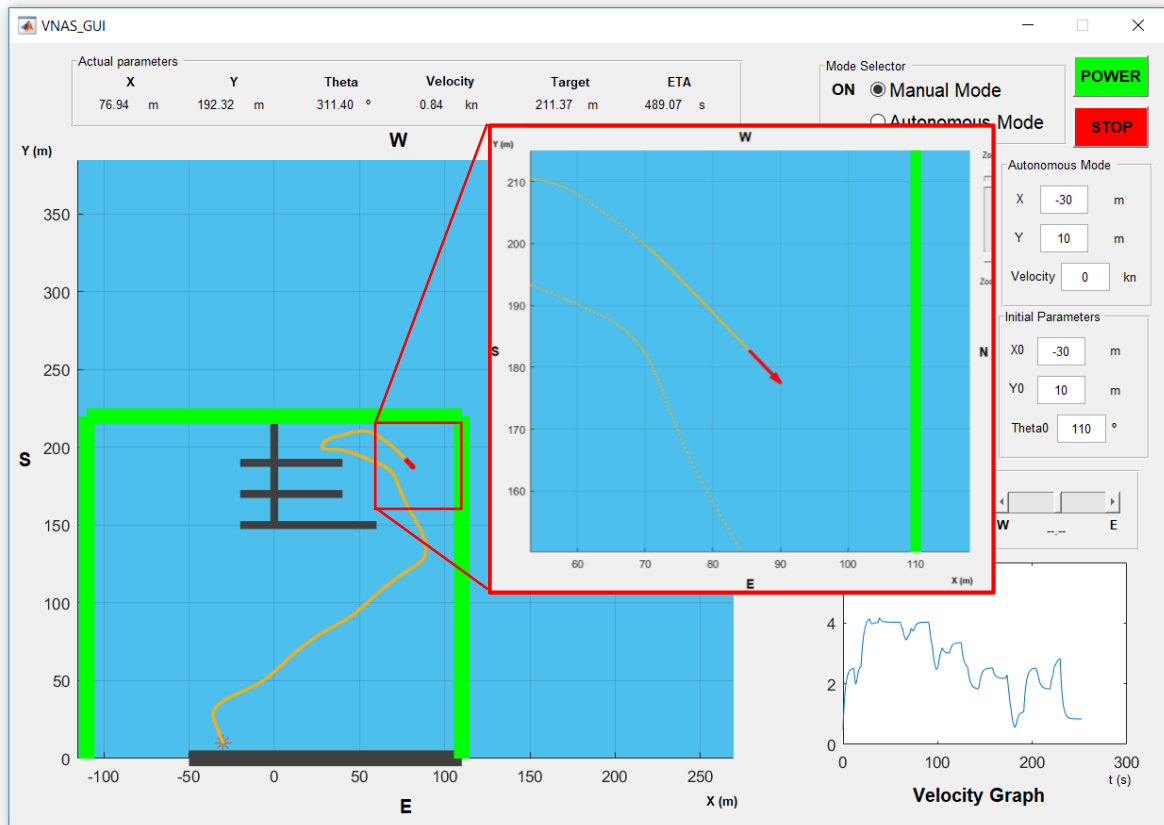 VNAS_GUI
Actual parameters
X Y Theta Velocity Target ETA
76.94 m 192.32 m 311.40 º 0.84 kn 211.37 m 489.07 s
Mode Selector
ON Manual Mode
Autonomous Mode
POWER
STOP
W
Y (m)
350
300
250
200
150
100
50
0
-100 -50 0 50 100 150 200 250
X (m)
S
E
W
Y (m)
210
200
190
180
170
160
60 70 80 90 100 110
X (m)
S
N
E
Autonomous Mode
X -30 m
Y 10 m
Velocity 0 kn
Initial Parameters
X0 -30 m
Y0 10 m
Theta0 110 º
W --.-- E
4
2
0
0 100 200 300
t (s)
Velocity Graph